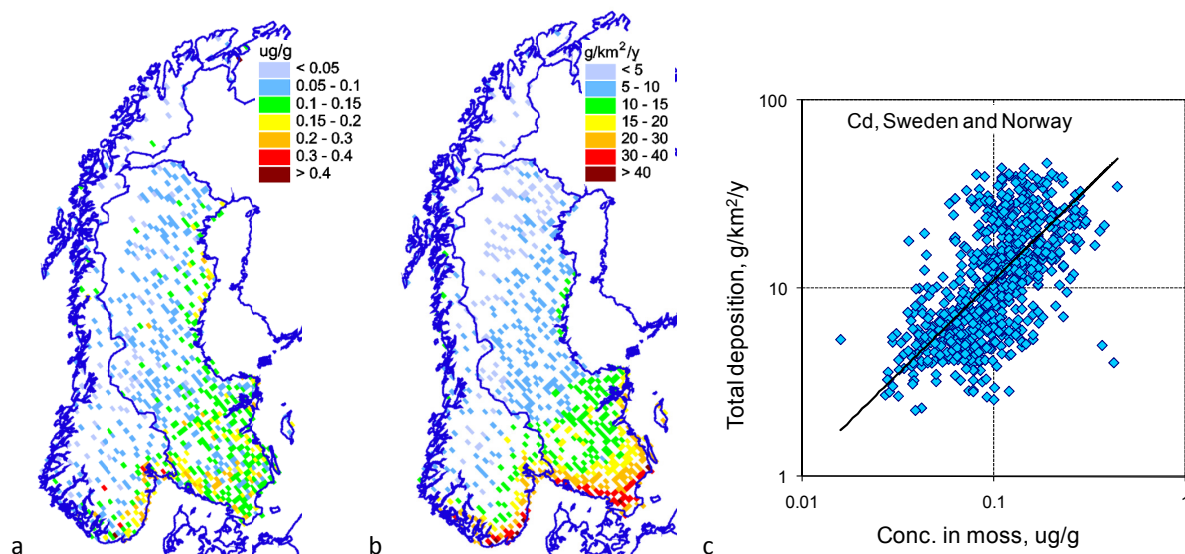 ug/g
< 0.05
0.05 - 0.1
0.1 - 0.15
0.15 - 0.2
0.2 - 0.3
0.3 - 0.4
> 0.4
a
g/km²/y
< 5
5 - 10
10 - 15
15 - 20
20 - 30
30 - 40
> 40
b
Cd, Sweden and Norway
Total deposition, g/km²/y
100
10
1
0.01
0.1
1
Conc. in moss, ug/g
c